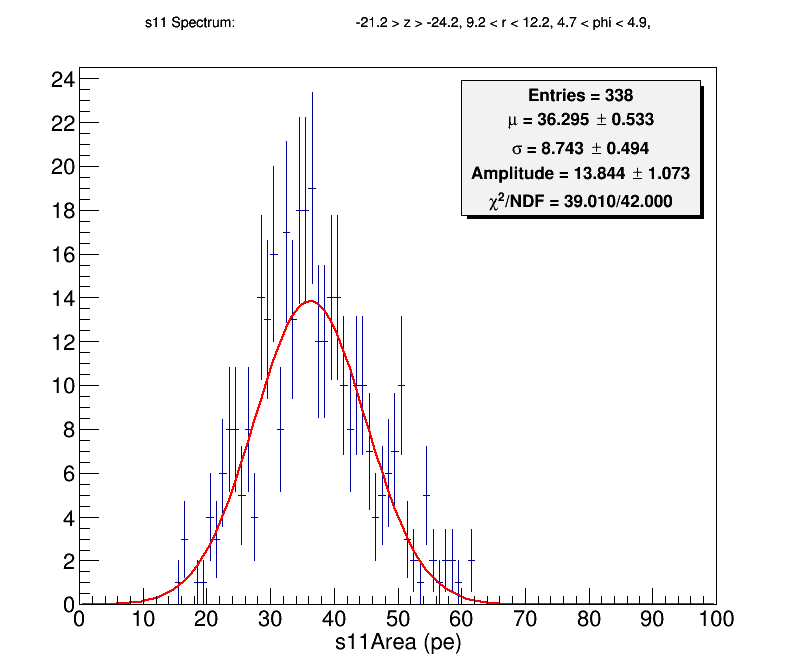 s11 Spectrum: -21.2 > z > -24.2, 9.2 < r < 12.2, 4.7 < phi < 4.9,
Entries = 338
μ = 36.295 ± 0.533
σ = 8.743 ± 0.494
Amplitude = 13.844 ± 1.073
χ²/NDF = 39.010/42.000
24
22
20
18
16
14
12
10
8
6
4
2
0
0 10 20 30 40 50 60 70 80 90 100
s11Area (pe)